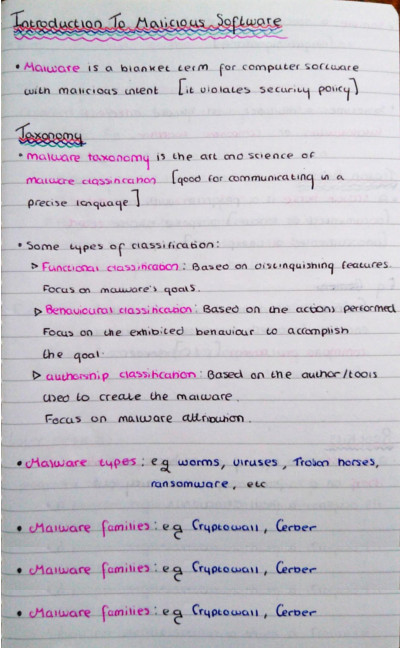 Introduction To Malicious Software
• Malware is a blanket term for computer software
with malicious intent [it violates security policy]
Taxonomy
• malware taxonomy is the art and science of
malware classification [good for communicating in a
precise language]
• Some types of classification:
▷ Functional classification: Based on distinguishing features.
Focus on malware's goals.
▷ Behavioural classification: Based on the actions performed
Focus on the exhibited behaviour to accomplish
the goal.
▷ authorship classification: Based on the author/tools
used to create the malware.
Focus on malware attribution.
• Malware types: eg worms, viruses, Trojan horses,
ransomware, etc
• Malware families: eg Cryptowall, Cerber
• Malware families: eg Cryptowall, Cerber
• Malware families: eg Cryptowall, Cerber